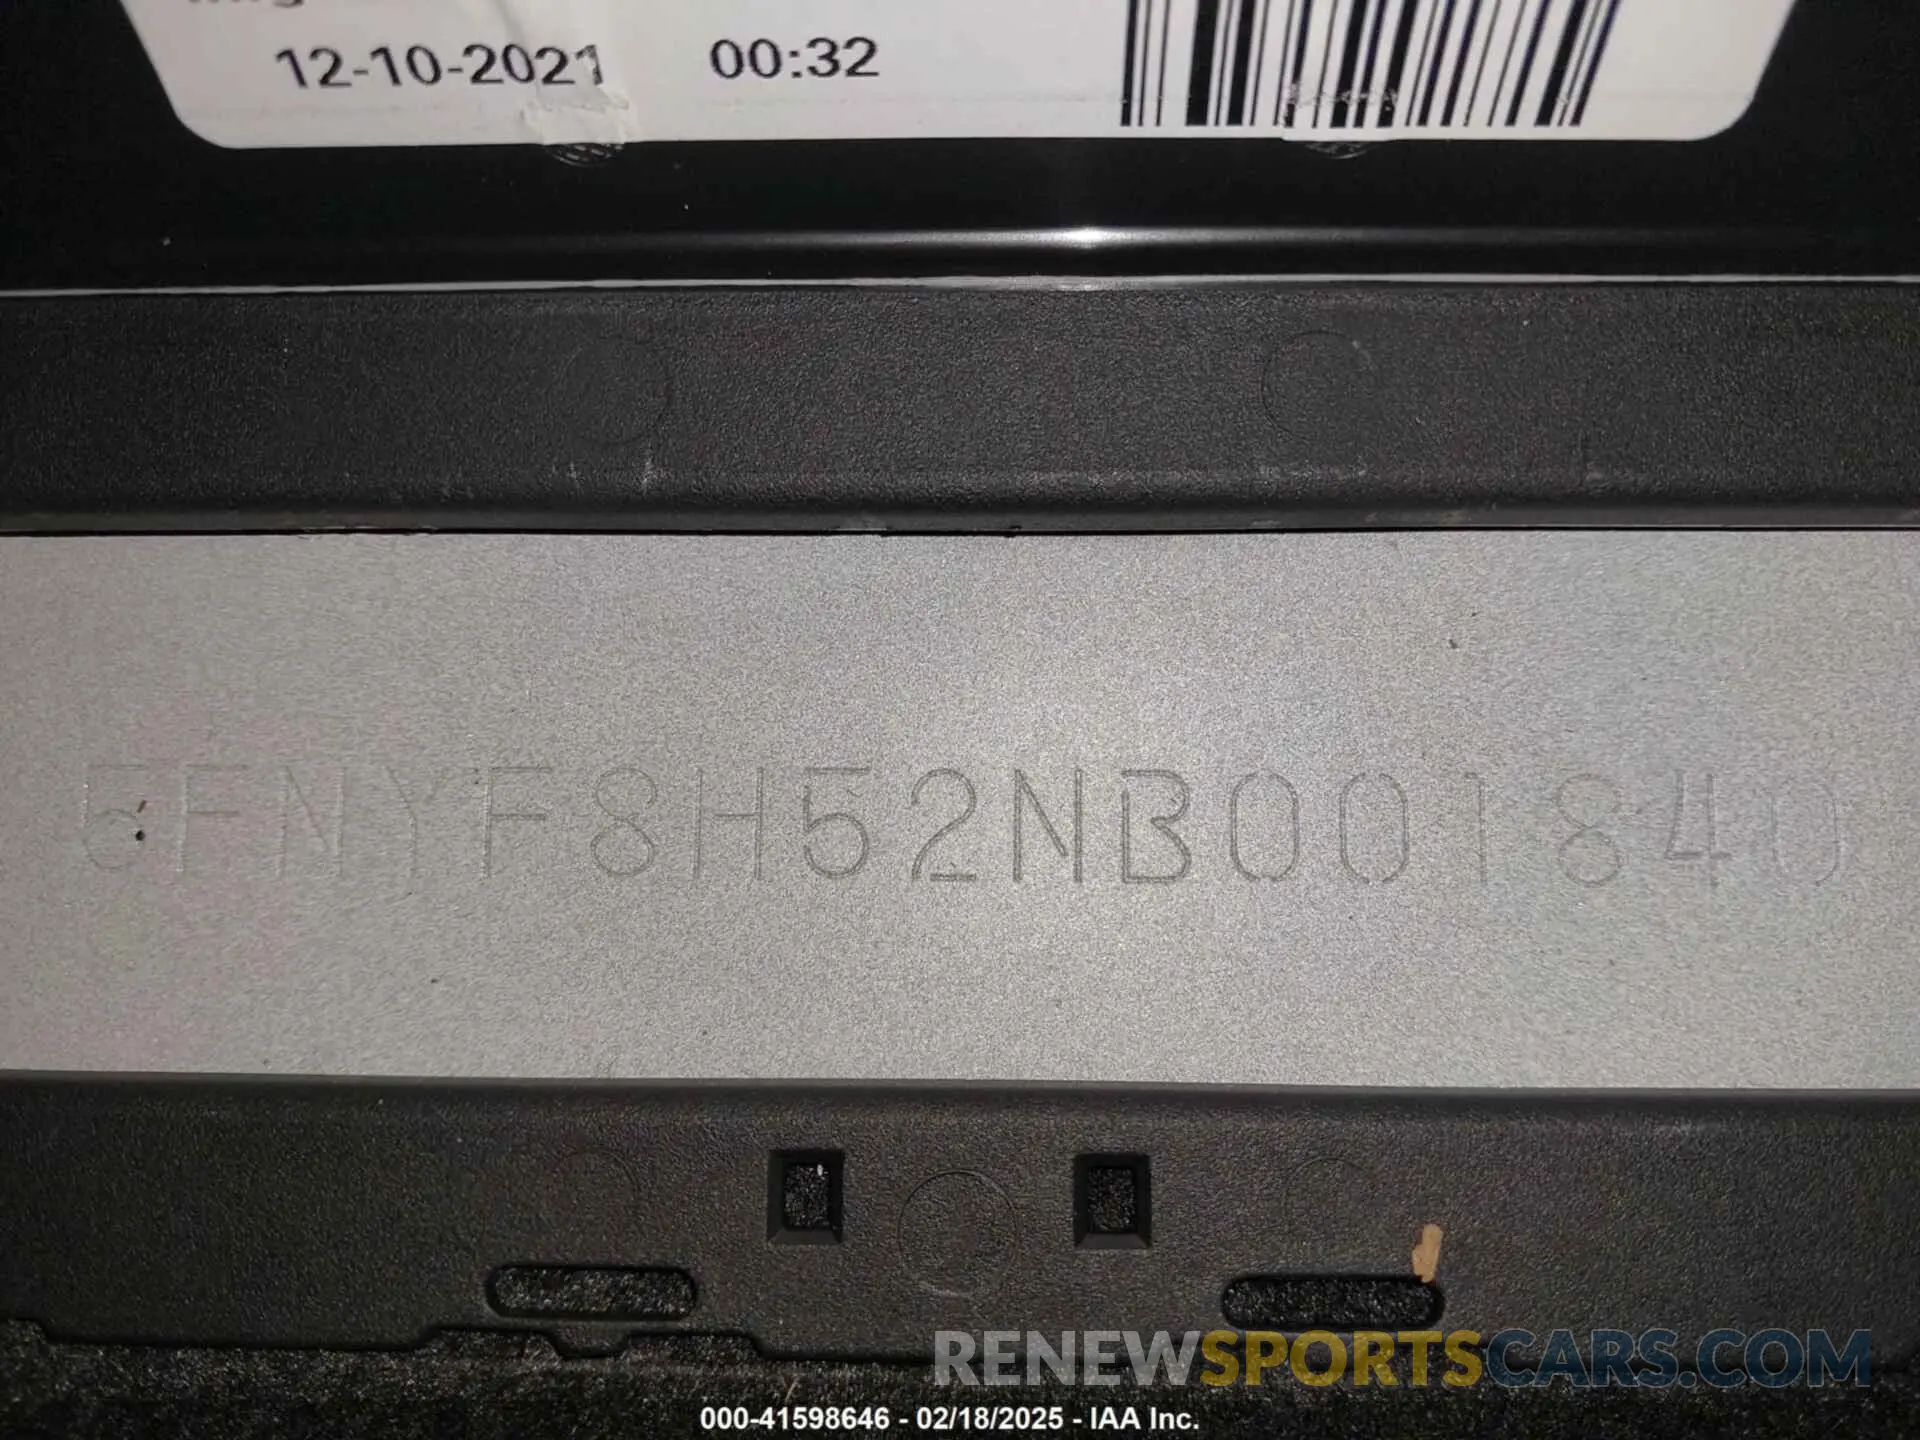 12-10-2021 00:32
5FNYF8H52NB001840
RENEWSPORTSCARS.COM
000-41598646 - 02/18/2025 - IAA Inc.